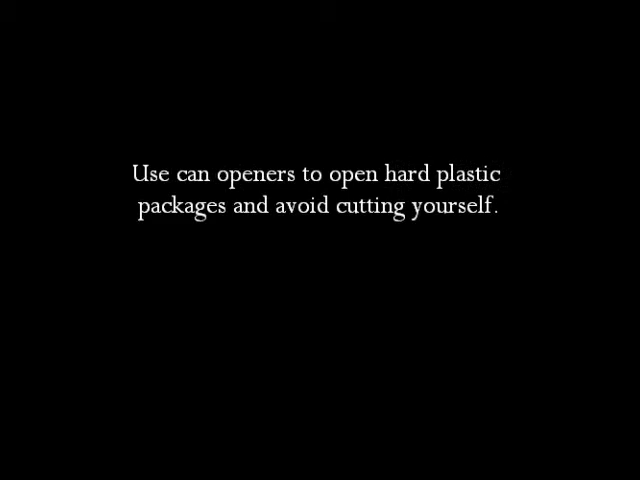 Use can openers to open hard plastic
packages and avoid cutting yourself.